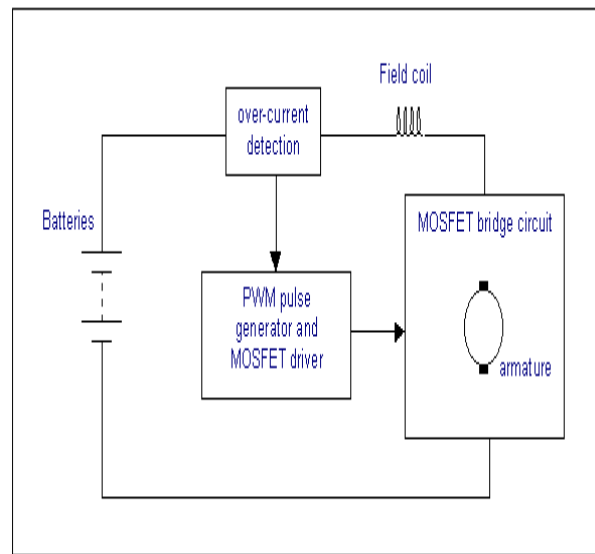 Field coil
over-current
detection
Batteries
MOSFET bridge circuit
PWM pulse
generator and
MOSFET driver
armature